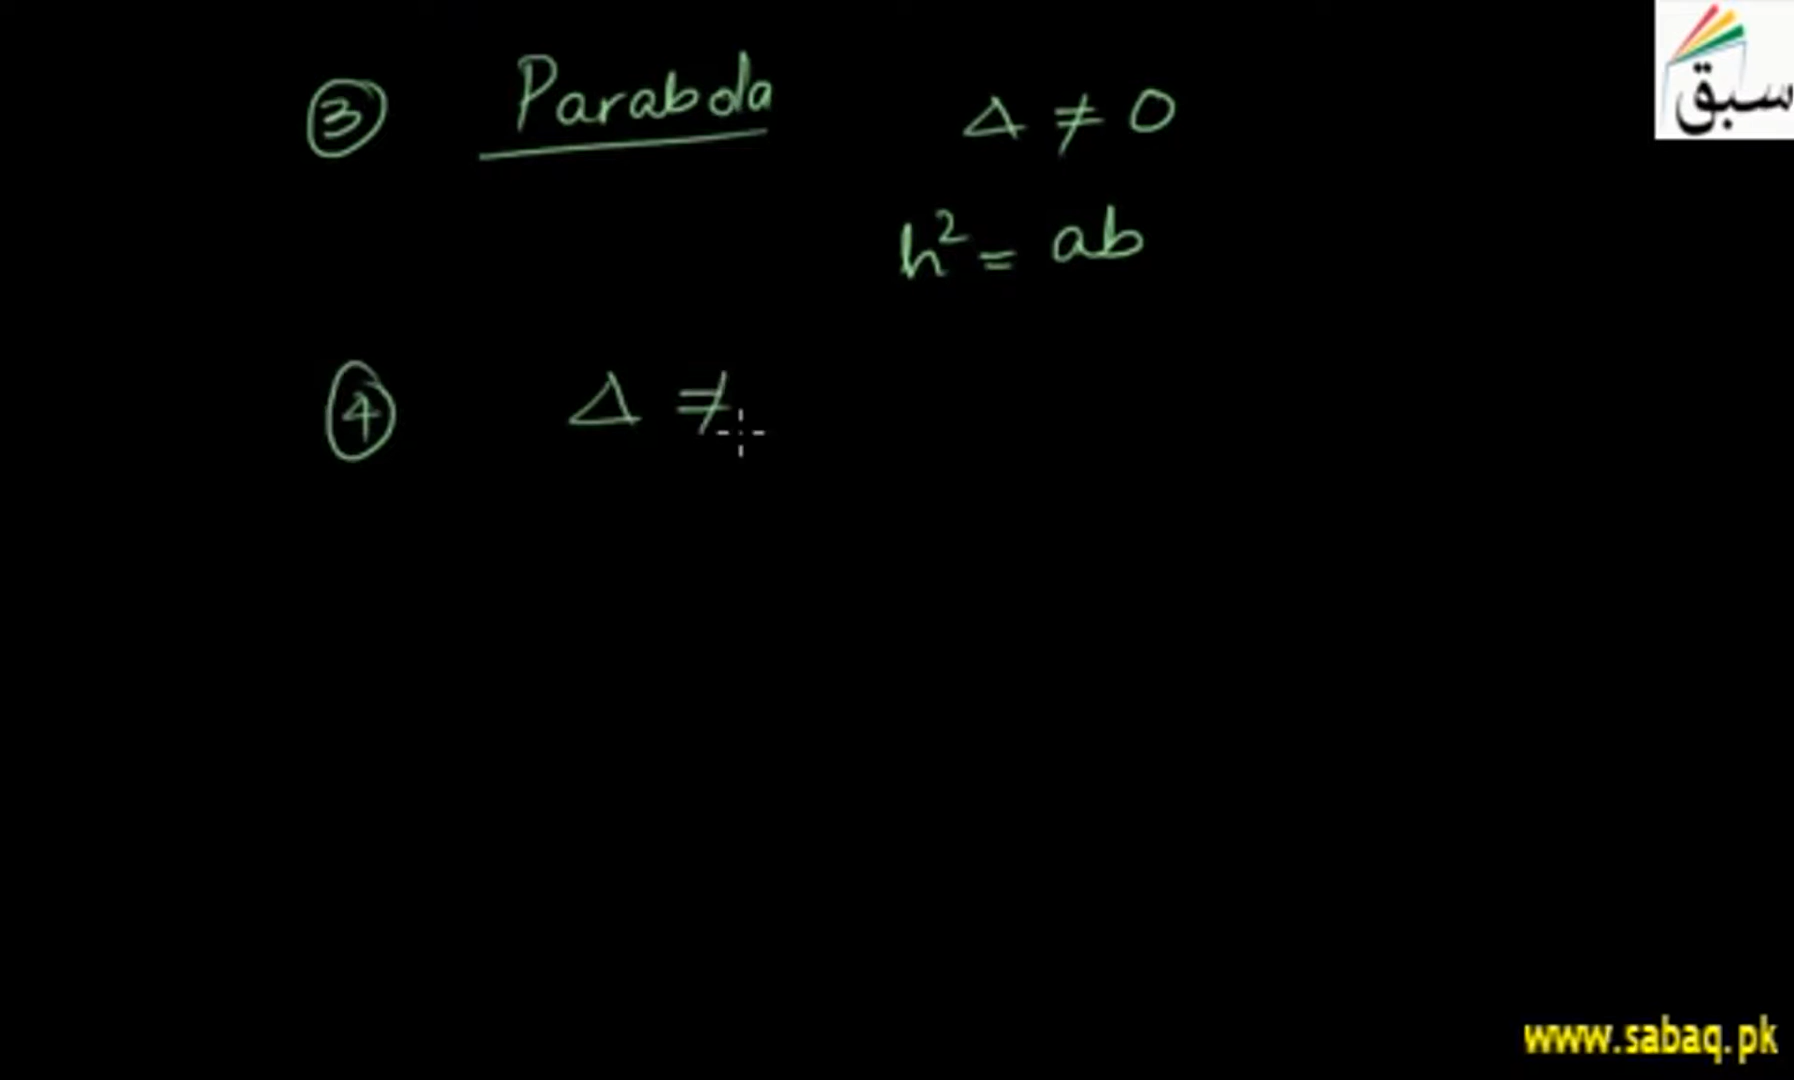 ③ Parabola Δ ≠ 0
h² = ab
④ Δ ≠
سبق
www.sabaq.pk